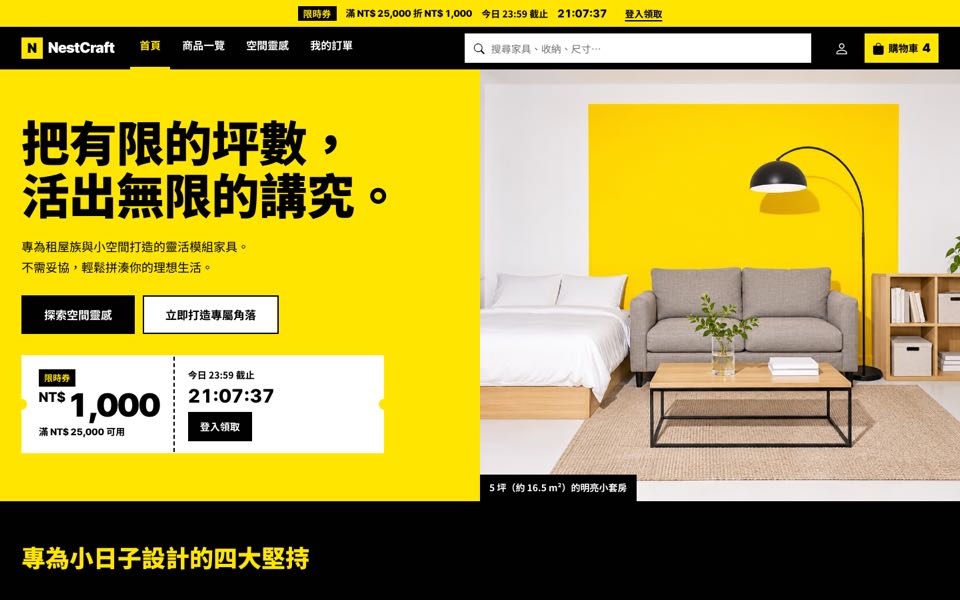 限時券 滿 NT$ 25,000 折 NT$ 1,000 今日 23:59 截止 21:07:37 登入領取
N NestCraft 首頁 商品一覽 空間靈感 我的訂單 搜尋家具、收納、尺寸⋯ 購物車 4
把有限的坪數，
活出無限的講究。
專為租屋族與小空間打造的靈活模組家具。
不需妥協，輕鬆拼湊你的理想生活。
探索空間靈感 立即打造專屬角落
限時券
NT$ 1,000
滿 NT$ 25,000 可用
今日 23:59 截止
21:07:37
登入領取
5 坪（約 16.5 m²）的明亮小套房
專為小日子設計的四大堅持